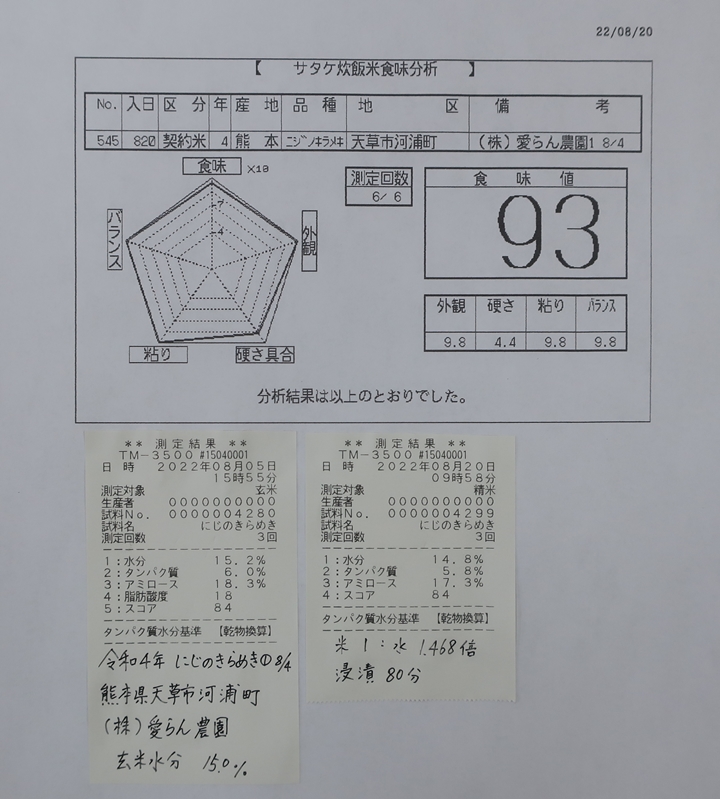 22/08/20
【 サタケ炊飯米食味分析 】
No. 入日 区分 年 産地 品種 地区 備考
545 820 契約米 4 熊本 ニジノキラメキ 天草市河浦町 (株)愛らん農園1 8/4
食味 ×10
7
4
バランス
外観
粘り
硬さ具合
測定回数
6/ 6
食味値
93
外観 硬さ 粘り バランス
9.8 4.4 9.8 9.8
分析結果は以上のとおりでした。
** 測定結果 **
TM-3500 #15040001
日時 2022年08月05日
15時55分
測定対象 玄米
生産者 0000000000
試料No. 0000004280
試料名 にじのきらめき
測定回数 3回
1:水分 15.2%
2:タンパク質 6.0%
3:アミロース 18.3%
4:脂肪酸度 18
5:スコア 84
タンパク質水分基準 【乾物換算】
令和4年 にじのきらめき① 8/4
熊本県天草市河浦町
(株)愛らん農園
玄米水分 15.0%
** 測定結果 **
TM-3500 #15040001
日時 2022年08月20日
09時58分
測定対象 精米
生産者 0000000000
試料No. 0000004299
試料名 にじのきらめき
測定回数 3回
1:水分 14.8%
2:タンパク質 5.8%
3:アミロース 17.3%
4:スコア 84
タンパク質水分基準 【乾物換算】
米 1:水 1.468倍
浸漬 80分